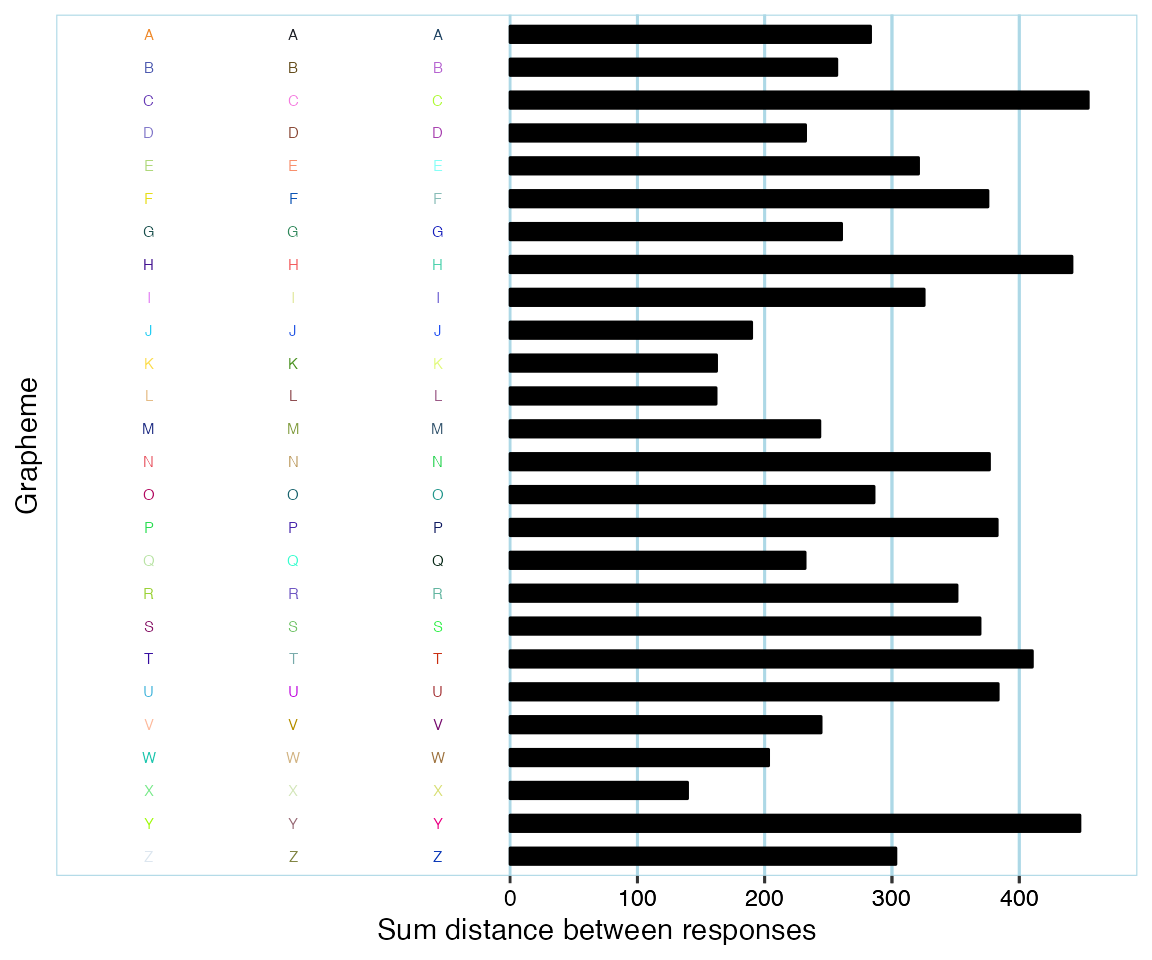 A A A
B B B
C C C
D D D
E E E
F F F
G G G
H H H
I I I
J J J
K K K
L L L
M M M
N N N
O O O
P P P
Q Q Q
R R R
S S S
T T T
U U U
V V V
W W W
X X X
Y Y Y
Z Z Z
Grapheme
0 100 200 300 400
Sum distance between responses